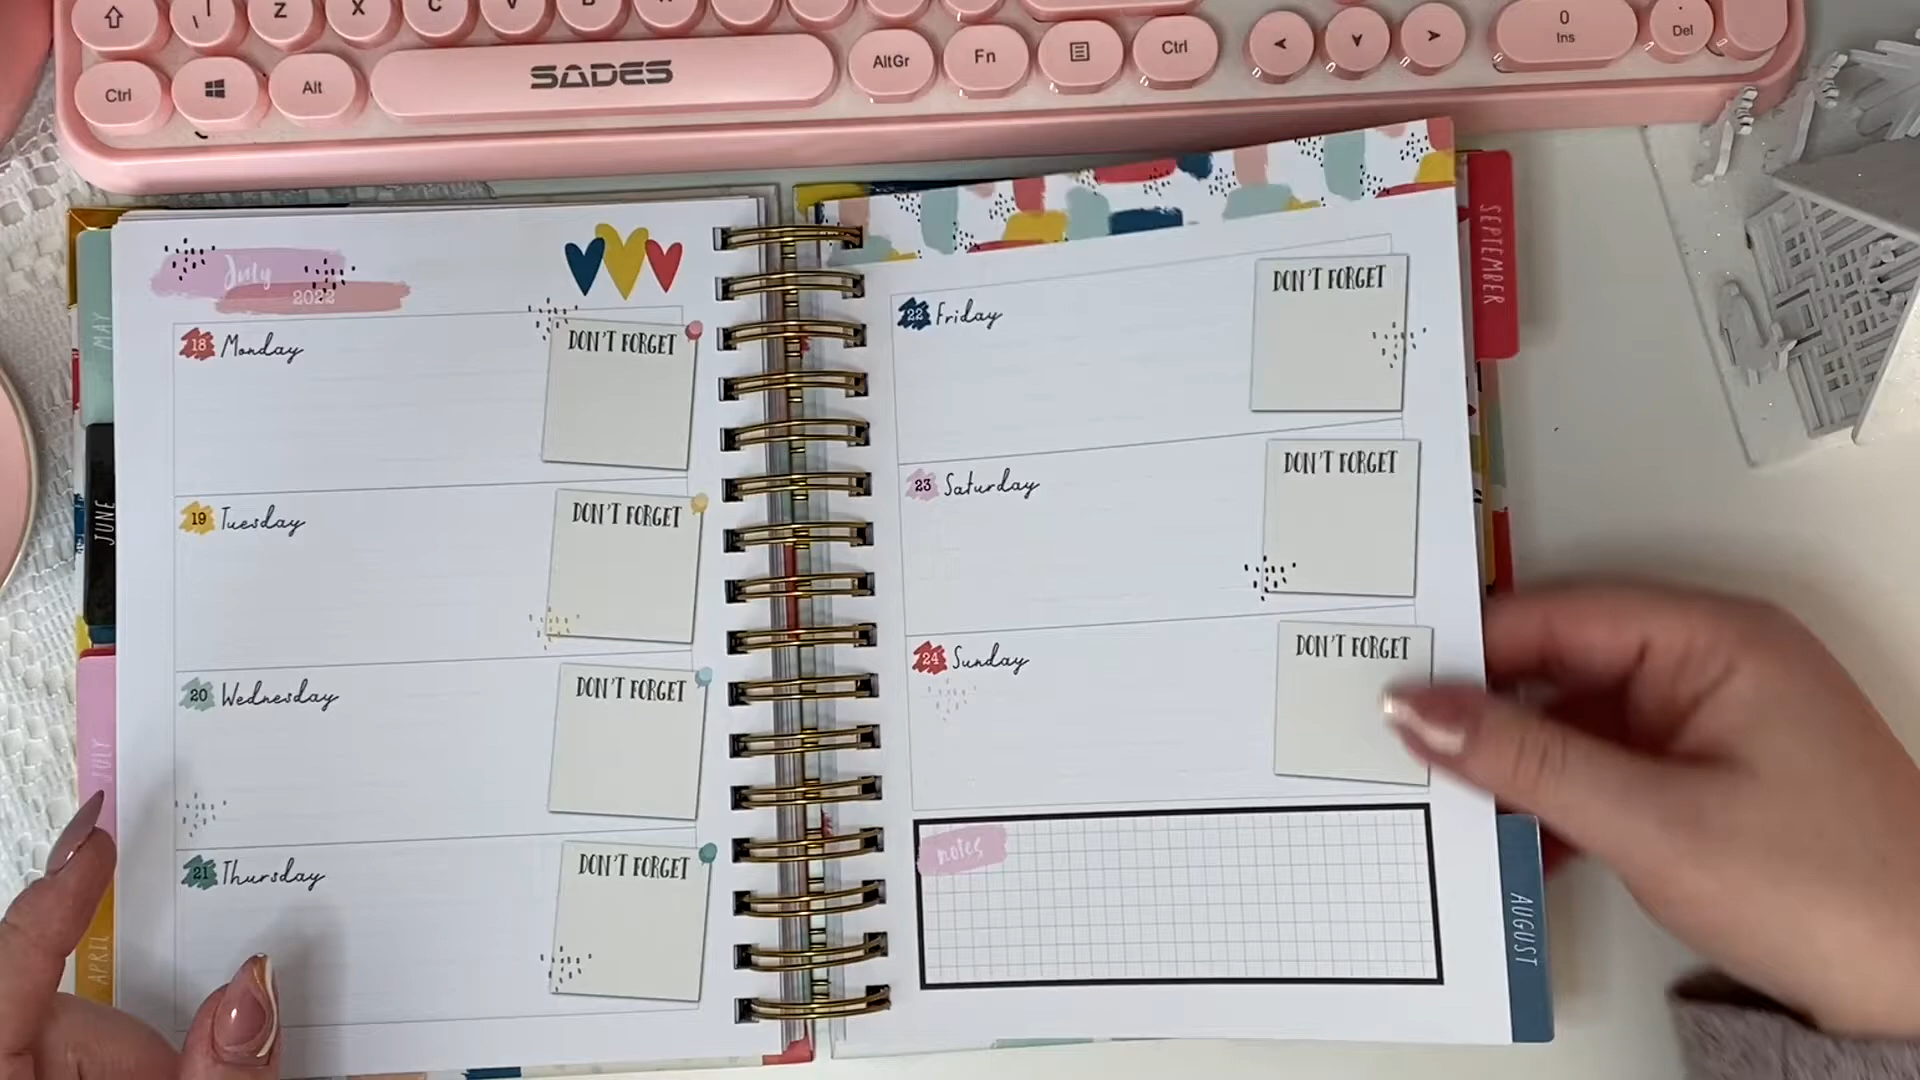 Z X C V B
0
Ins
Del
Ctrl Alt SADES AltGr Fn Ctrl
July
2022
18 Monday
DON'T FORGET
19 Tuesday
DON'T FORGET
20 Wednesday
DON'T FORGET
21 Thursday
DON'T FORGET
22 Friday
DON'T FORGET
23 Saturday
DON'T FORGET
24 Sunday
DON'T FORGET
notes
MAY
JUNE
JULY
APRIL
SEPTEMBER
AUGUST